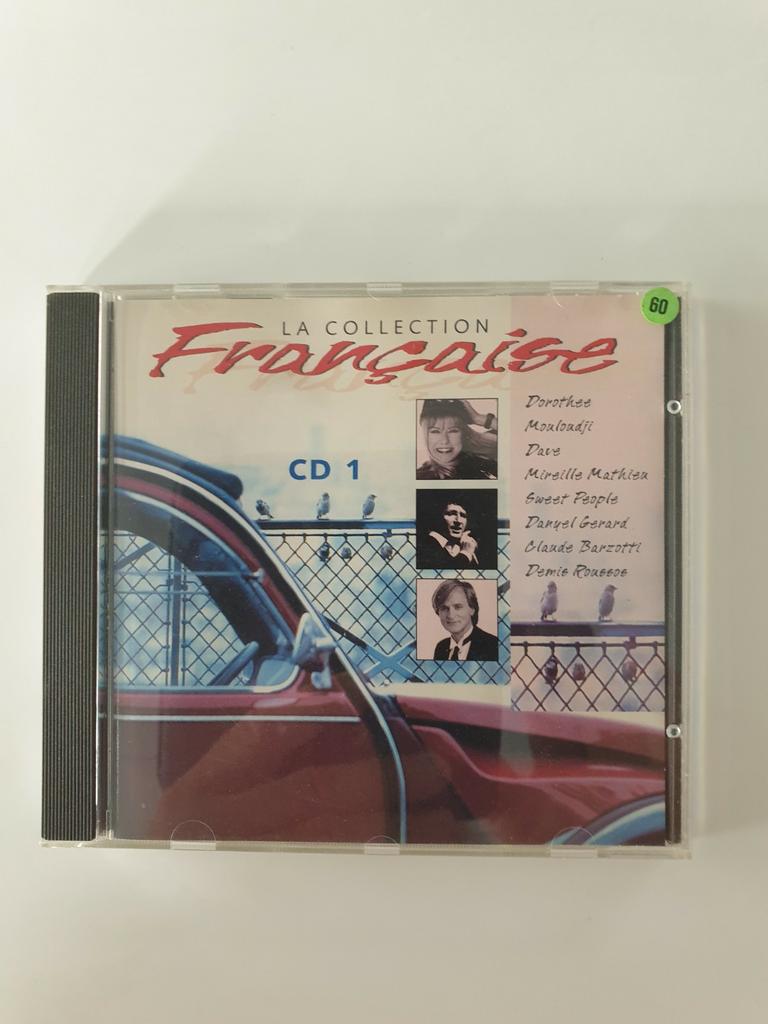 60
LA COLLECTION
Française
CD 1
Dorothee
Mouloudji
Dave
Mireille Mathieu
Sweet People
Danyel Gerard
Claude Barzotti
Demis Roussos